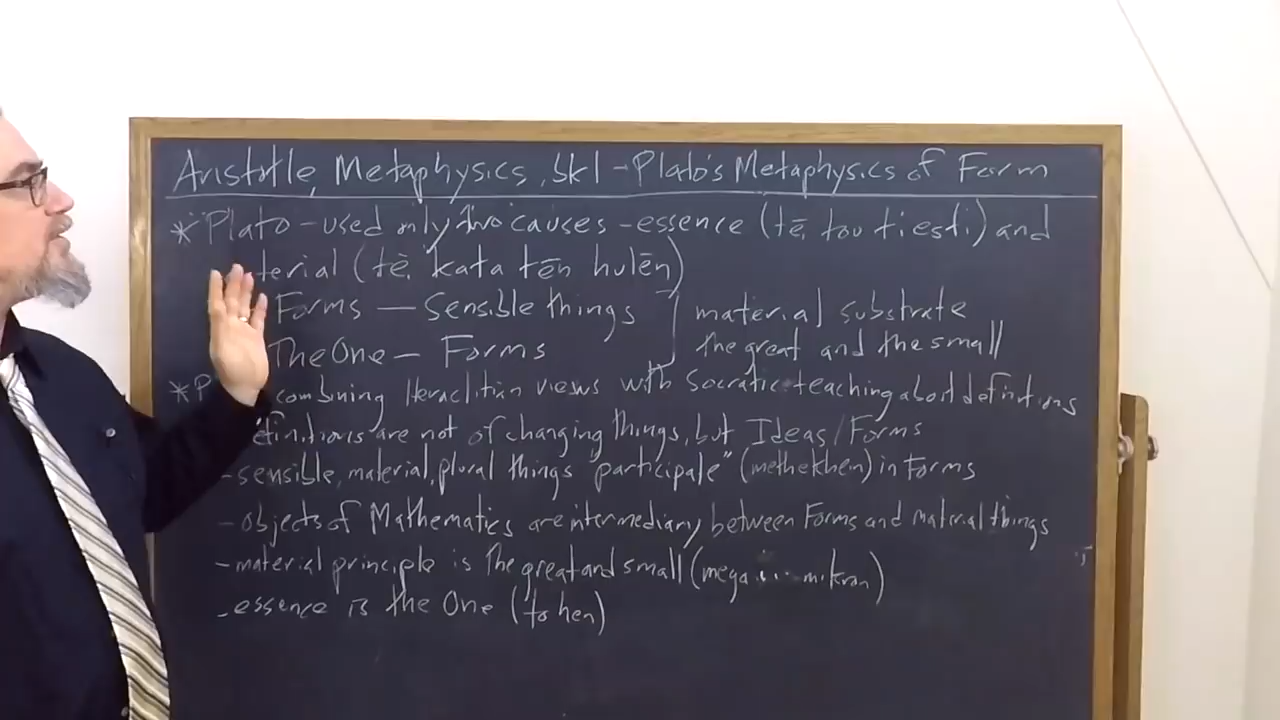 Aristotle, Metaphysics, bk 1 - Plato's Metaphysics of Form
* Plato - used only "two" causes - essence (tē, tou ti esti) and
terial (tē, kata tēn hulēn)
Forms — Sensible things
The One — Forms
material substrate
the great and the small
* P combining Heraclitian views with Socratic teaching about definitions
efinitions are not of changing things, but Ideas/Forms
- sensible, material, plural things "participate" (methekhein) in Forms
- objects of Mathematics are intermediary between Forms and material things
- material principle is the great and small (mega ... mikron)
- essence is the One (to hen)